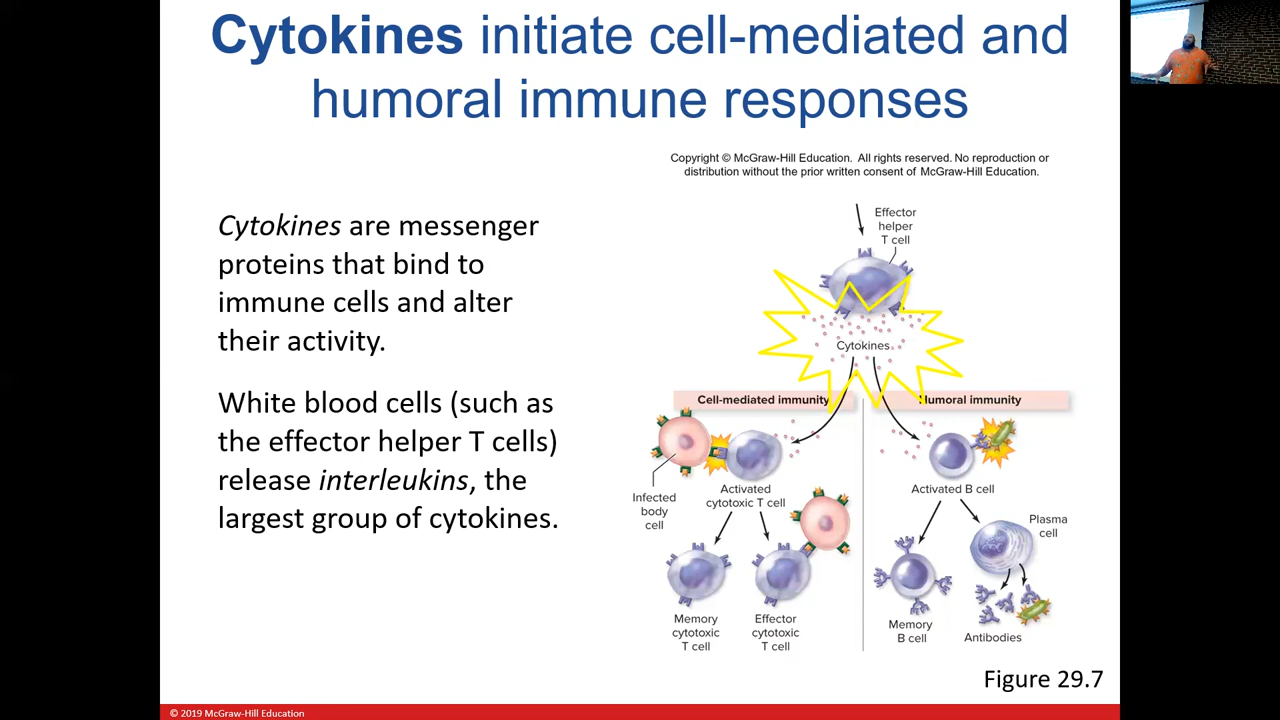 Cytokines initiate cell-mediated and
humoral immune responses
Copyright © McGraw-Hill Education. All rights reserved. No reproduction or
distribution without the prior written consent of McGraw-Hill Education.
Cytokines are messenger
proteins that bind to
immune cells and alter
their activity.
White blood cells (such as
the effector helper T cells)
release interleukins, the
largest group of cytokines.
Effector
helper
T cell
Cytokines
Cell-mediated immunity
Humoral immunity
Infected
body
cell
Activated
cytotoxic T cell
Memory
cytotoxic
T cell
Effector
cytotoxic
T cell
Activated B cell
Plasma
cell
Memory
B cell
Antibodies
Figure 29.7
© 2019 McGraw-Hill Education